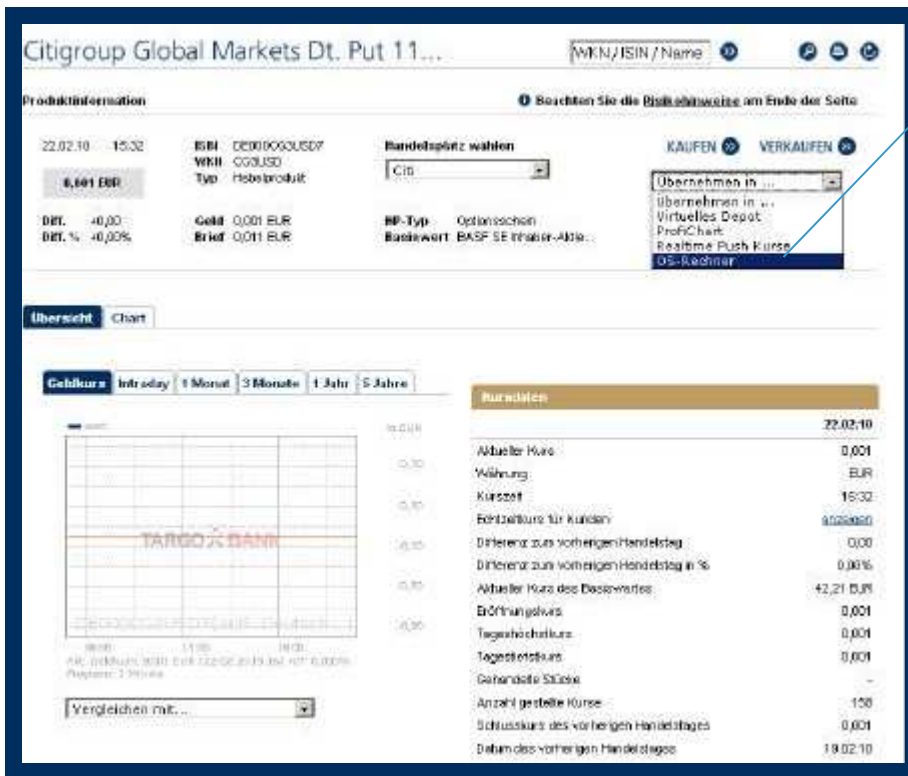 Citigroup Global Markets Dt. Put 11...
WKN/ISIN/Name
Produktinformation
Beachten Sie die Risikohinweise am Ende der Seite
22.02.10 15:32
0,001 EUR
Diff. +0,00
Diff. % +0,00%
ISIN DE000CG3USD7
WKN CG3USD
Typ Hebelprodukt
Geld 0,001 EUR
Brief 0,011 EUR
Handelsplatz wählen
Citi
HP-Typ Optionsschein
Basiswert BASF SE Inhaber-Aktie...
KAUFEN VERKAUFEN
Übernehmen in ...
Übernehmen in ...
Virtuelles Depot
ProfiChart
Realtime Push Kurse
OS-Rechner
Übersicht Chart
Geldkurs Intraday 1 Monat 3 Monate 1 Jahr 5 Jahre
TARGO BANK
Vergleichen mit...
Kursdaten
22.02.10
Aktueller Kurs 0,001
Währung EUR
Kurszeit
Echtzeitkurs für Kunden anzeigen
Differenz zum vorherigen Handelstag 0,00
Differenz zum vorherigen Handelstag in % 0,00%
Aktueller Kurs des Basiswertes 42,21 EUR
Eröffnungskurs 0,001
Tageshöchstkurs 0,001
Tagestiefstkurs 0,001
Gehandelte Stücke -
Anzahl gestellte Kurse 158
Schlusskurs des vorherigen Handelstages 0,001
Datum des vorherigen Handelstages 19.02.10